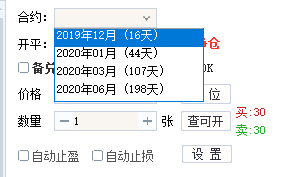 合约:
2019年12月 (16天)
开平:
2020年01月 (44天)
备兑
2020年03月 (107天)
2020年06月 (198天)
价格
位
数量
1
张
查可开
买:30
卖:30
自动止盈
自动止损
设 置